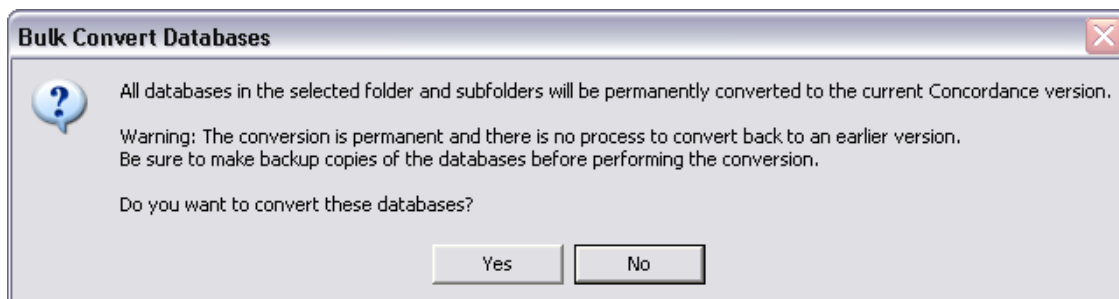 Bulk Convert Databases
All databases in the selected folder and subfolders will be permanently converted to the current Concordance version.
Warning: The conversion is permanent and there is no process to convert back to an earlier version.
Be sure to make backup copies of the databases before performing the conversion.
Do you want to convert these databases?
Yes
No